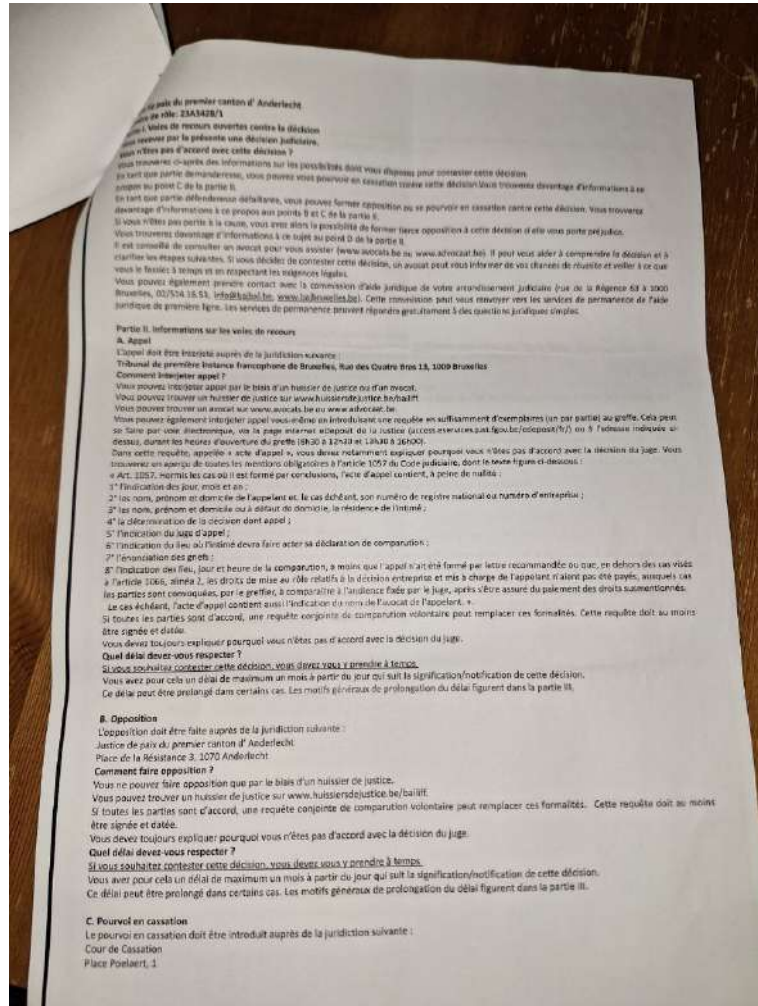 paix du premier canton d' Anderlecht
de rôle: 23A3428/1
I. Voies de recours ouvertes contre la décision
recevez par la présente une décision judiciaire.
n'êtes pas d'accord avec cette décision ?
Vous trouverez ci-après des informations sur les possibilités dont vous disposez pour contester cette décision.
En tant que partie demanderesse, vous pouvez vous pourvoir en cassation contre cette décision. Vous trouverez davantage d'informations à ce
propos au point C de la partie II.
En tant que partie défenderesse défaillante, vous pouvez former opposition ou se pourvoir en cassation contre cette décision. Vous trouverez
davantage d'informations à ce propos aux points B et C de la partie II.
Si vous n'êtes pas partie à la cause, vous avez alors la possibilité de former tierce opposition à cette décision si elle vous porte préjudice.
Vous trouverez davantage d'informations à ce sujet au point D de la partie II.
Il est conseillé de consulter un avocat pour vous assister (www.avocats.be ou www.advocaat.be). Il peut vous aider à comprendre la décision et à
clarifier les étapes suivantes. Si vous décidez de contester cette décision, un avocat peut vous informer de vos chances de réussite et veiller à ce que
vous le fassiez à temps et en respectant les exigences légales.
Vous pouvez également prendre contact avec la commission d'aide juridique de votre arrondissement judiciaire (rue de la Régence 63 à 1000
Bruxelles, 02/514.16.53, www.bajbruxelles.be). Cette commission peut vous renvoyer vers les services de permanence de l'aide
juridique de première ligne. Les services de permanence peuvent répondre gratuitement à des questions juridiques simples.
Partie II. Informations sur les voies de recours
A. Appel
L'appel doit être interjeté auprès de la juridiction suivante :
Tribunal de première instance francophone de Bruxelles, Rue des Quatre Bras 13, 1000 Bruxelles
Comment interjeter appel ?
Vous pouvez interjeter appel par le biais d'un huissier de justice ou d'un avocat.
Vous pouvez trouver un huissier de justice sur www.huissiersdejustice.be/bailiff
Vous pouvez trouver un avocat sur www.avocats.be ou www.advocaat.be
Vous pouvez également interjeter appel vous-même en introduisant une requête en suffisamment d'exemplaires (un par partie) au greffe. Cela peut
se faire par voie électronique, via la page internet eDeposit de la Justice (access.eservices.just.fgov.be/edeposit/fr/) ou à l'adresse indiquée ci-
dessus, durant les heures d'ouverture du greffe (8h30 à 12h30 et 13h30 à 16h00).
Dans cette requête, appelée « acte d'appel », vous devez notamment expliquer pourquoi vous n'êtes pas d'accord avec la décision du juge. Vous
trouverez un aperçu de toutes les mentions obligatoires à l'article 1057 du Code judiciaire, dont le texte figure ci-dessous :
« Art. 1057. Hormis les cas où il est formé par conclusions, l'acte d'appel contient, à peine de nullité :
1° l'indication des jour, mois et an ;
2° les nom, prénom et domicile de l'appelant et, le cas échéant, son numéro de registre national ou numéro d'entreprise ;
3° les nom, prénom et domicile ou à défaut de domicile, la résidence de l'intimé ;
4° la détermination de la décision dont appel ;
5° l'indication du juge d'appel ;
6° l'indication du lieu où l'intimé devra faire acter sa déclaration de comparution ;
7° l'énonciation des griefs ;
8° l'indication des lieu, jour et heure de la comparution, à moins que l'appel n'ait été formé par lettre recommandée ou que, en dehors des cas visés
à l'article 1066, alinéa 2, les droits de mise au rôle relatifs à la décision entreprise et mis à charge de l'appelant n'aient pas été payés, auxquels cas
les parties sont convoquées, par le greffier, à comparaître à l'audience fixée par le juge, après s'être assuré du paiement des droits susmentionnés.
Le cas échéant, l'acte d'appel contient aussi l'indication du nom de l'avocat de l'appelant. ».
Si toutes les parties sont d'accord, une requête conjointe de comparution volontaire peut remplacer ces formalités. Cette requête doit au moins
être signée et datée.
Vous devez toujours expliquer pourquoi vous n'êtes pas d'accord avec la décision du juge.
Quel délai devez-vous respecter ?
Si vous souhaitez contester cette décision, vous devez vous y prendre à temps.
Vous avez pour cela un délai de maximum un mois à partir du jour qui suit la signification/notification de cette décision.
Ce délai peut être prolongé dans certains cas. Les motifs généraux de prolongation du délai figurent dans la partie III.
B. Opposition
L'opposition doit être faite auprès de la juridiction suivante :
Justice de paix du premier canton d' Anderlecht
Place de la Résistance 3, 1070 Anderlecht
Comment faire opposition ?
Vous ne pouvez faire opposition que par le biais d'un huissier de justice.
Vous pouvez trouver un huissier de justice sur www.huissiersdejustice.be/bailiff.
Si toutes les parties sont d'accord, une requête conjointe de comparution volontaire peut remplacer ces formalités. Cette requête doit au moins
être signée et datée.
Vous devez toujours expliquer pourquoi vous n'êtes pas d'accord avec la décision du juge.
Quel délai devez-vous respecter ?
Si vous souhaitez contester cette décision, vous devez vous y prendre à temps.
Vous avez pour cela un délai de maximum un mois à partir du jour qui suit la signification/notification de cette décision.
Ce délai peut être prolongé dans certains cas. Les motifs généraux de prolongation du délai figurent dans la partie III.
C. Pourvoi en cassation
Le pourvoi en cassation doit être introduit auprès de la juridiction suivante :
Cour de Cassation
Place Poelaert, 1